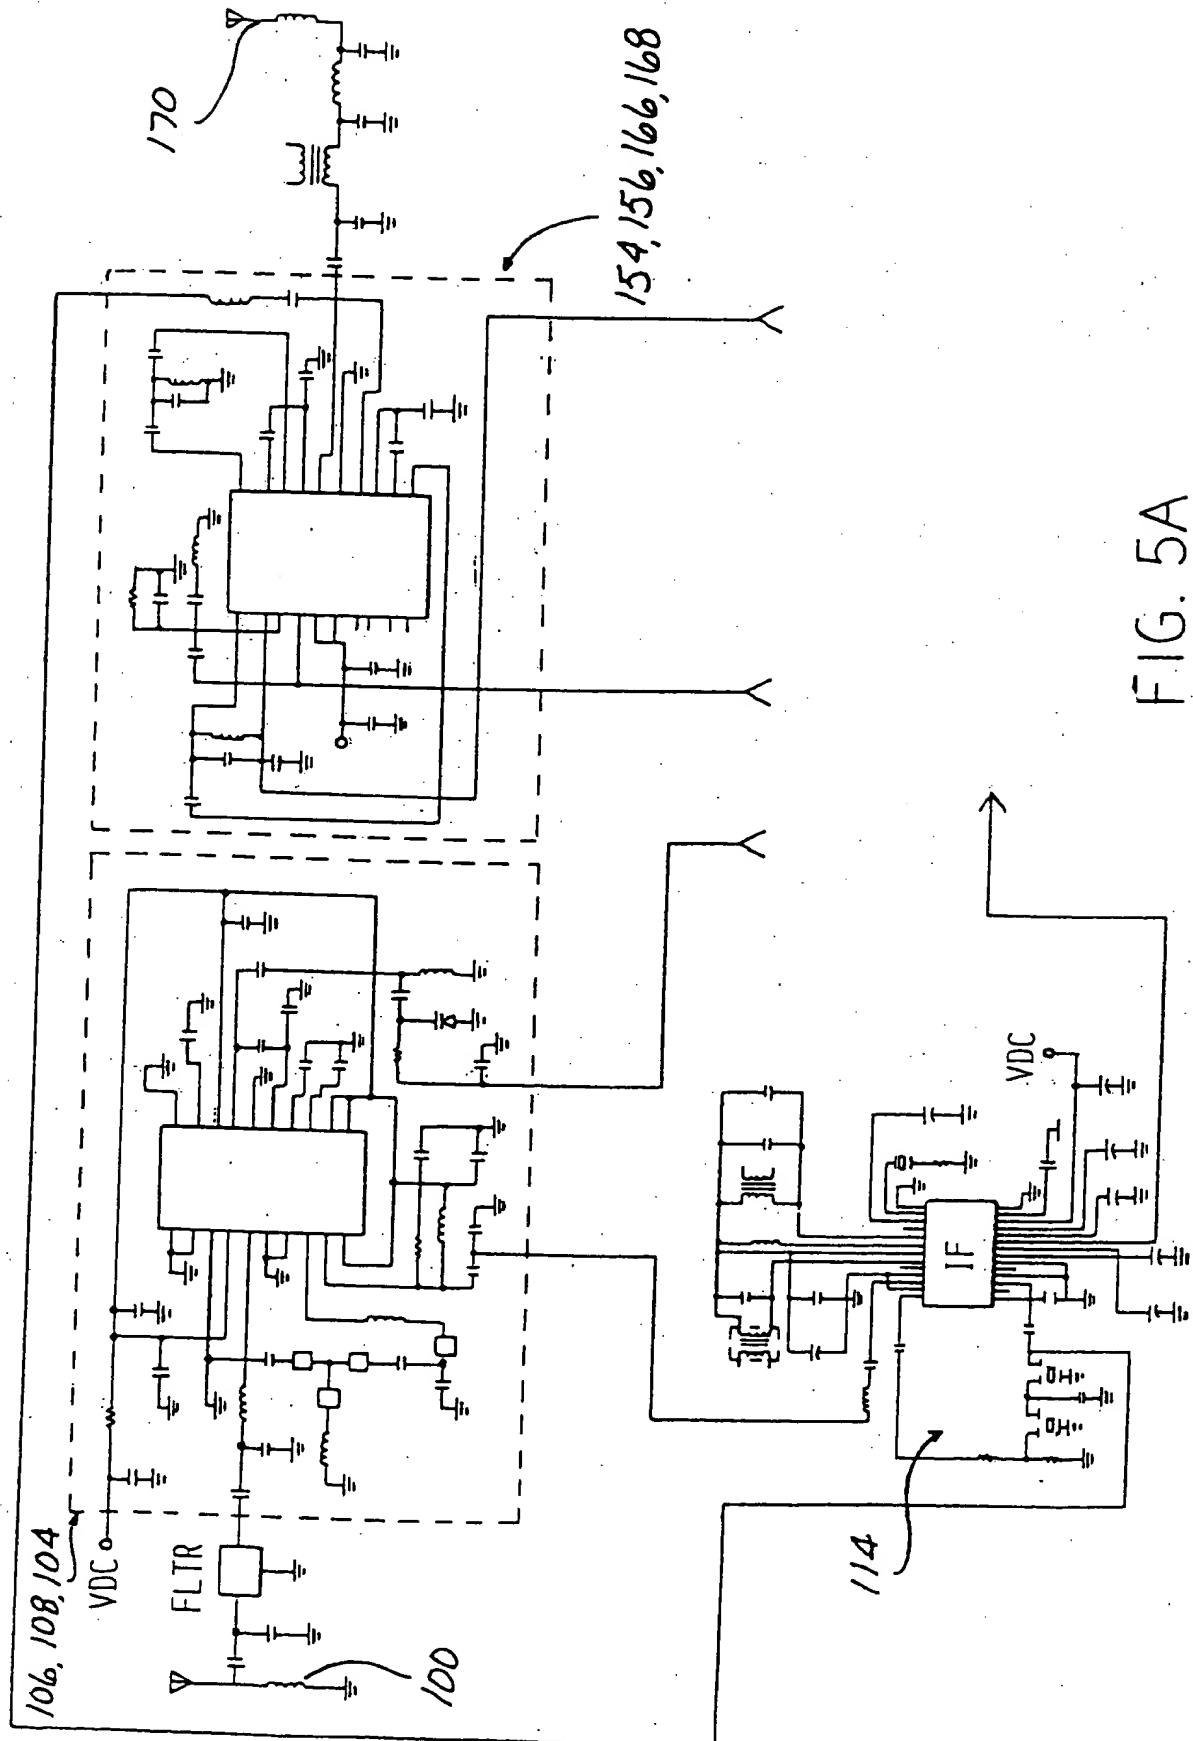 170
154, 156, 166, 168
106, 108, 104
VDC
FLTR
100
VDC
IF
114
FIG. 5A